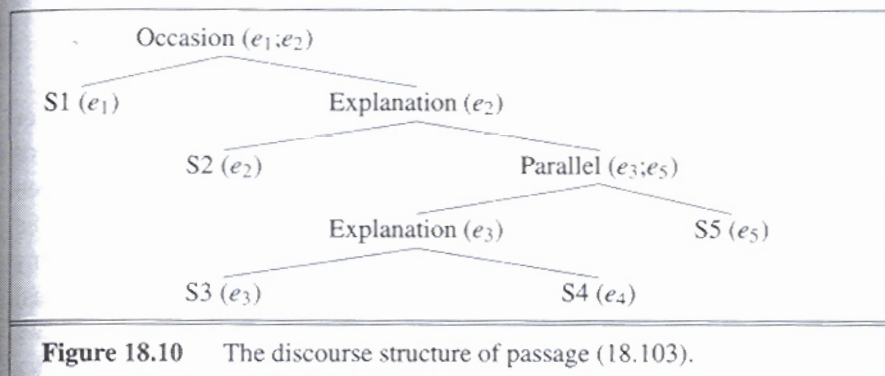 Occasion (e₁;e₂)
S1 (e₁) Explanation (e₂)
S2 (e₂) Parallel (e₃;e₅)
Explanation (e₃) S5 (e₅)
S3 (e₃) S4 (e₄)
Figure 18.10 The discourse structure of passage (18.103).